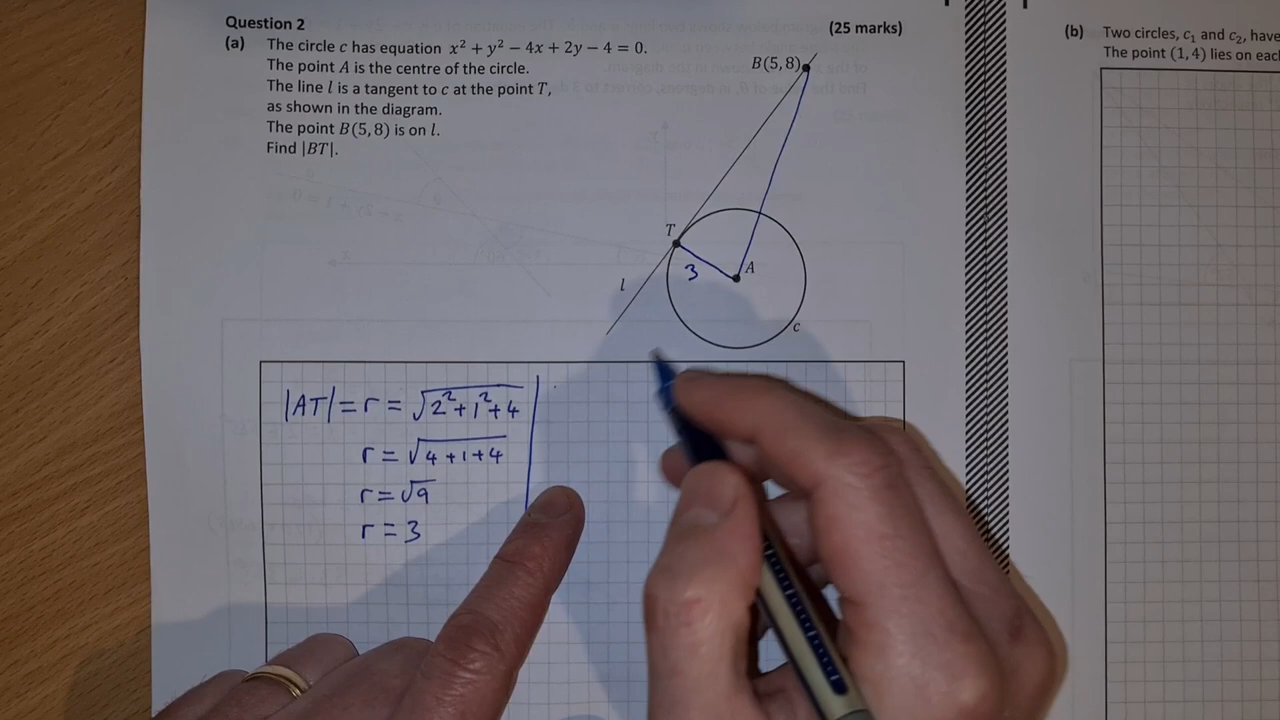 Question 2
(25 marks)
(a) The circle c has equation x² + y² − 4x + 2y − 4 = 0.
The point A is the centre of the circle.
The line l is a tangent to c at the point T,
as shown in the diagram.
The point B(5, 8) is on l.
Find |BT|.
B(5, 8)
T
A
3
l
c
|AT| = r = √2² + 1² + 4
r = √4 + 1 + 4
r = √9
r = 3
(b) Two circles, c₁ and c₂, have
The point (1, 4) lies on each